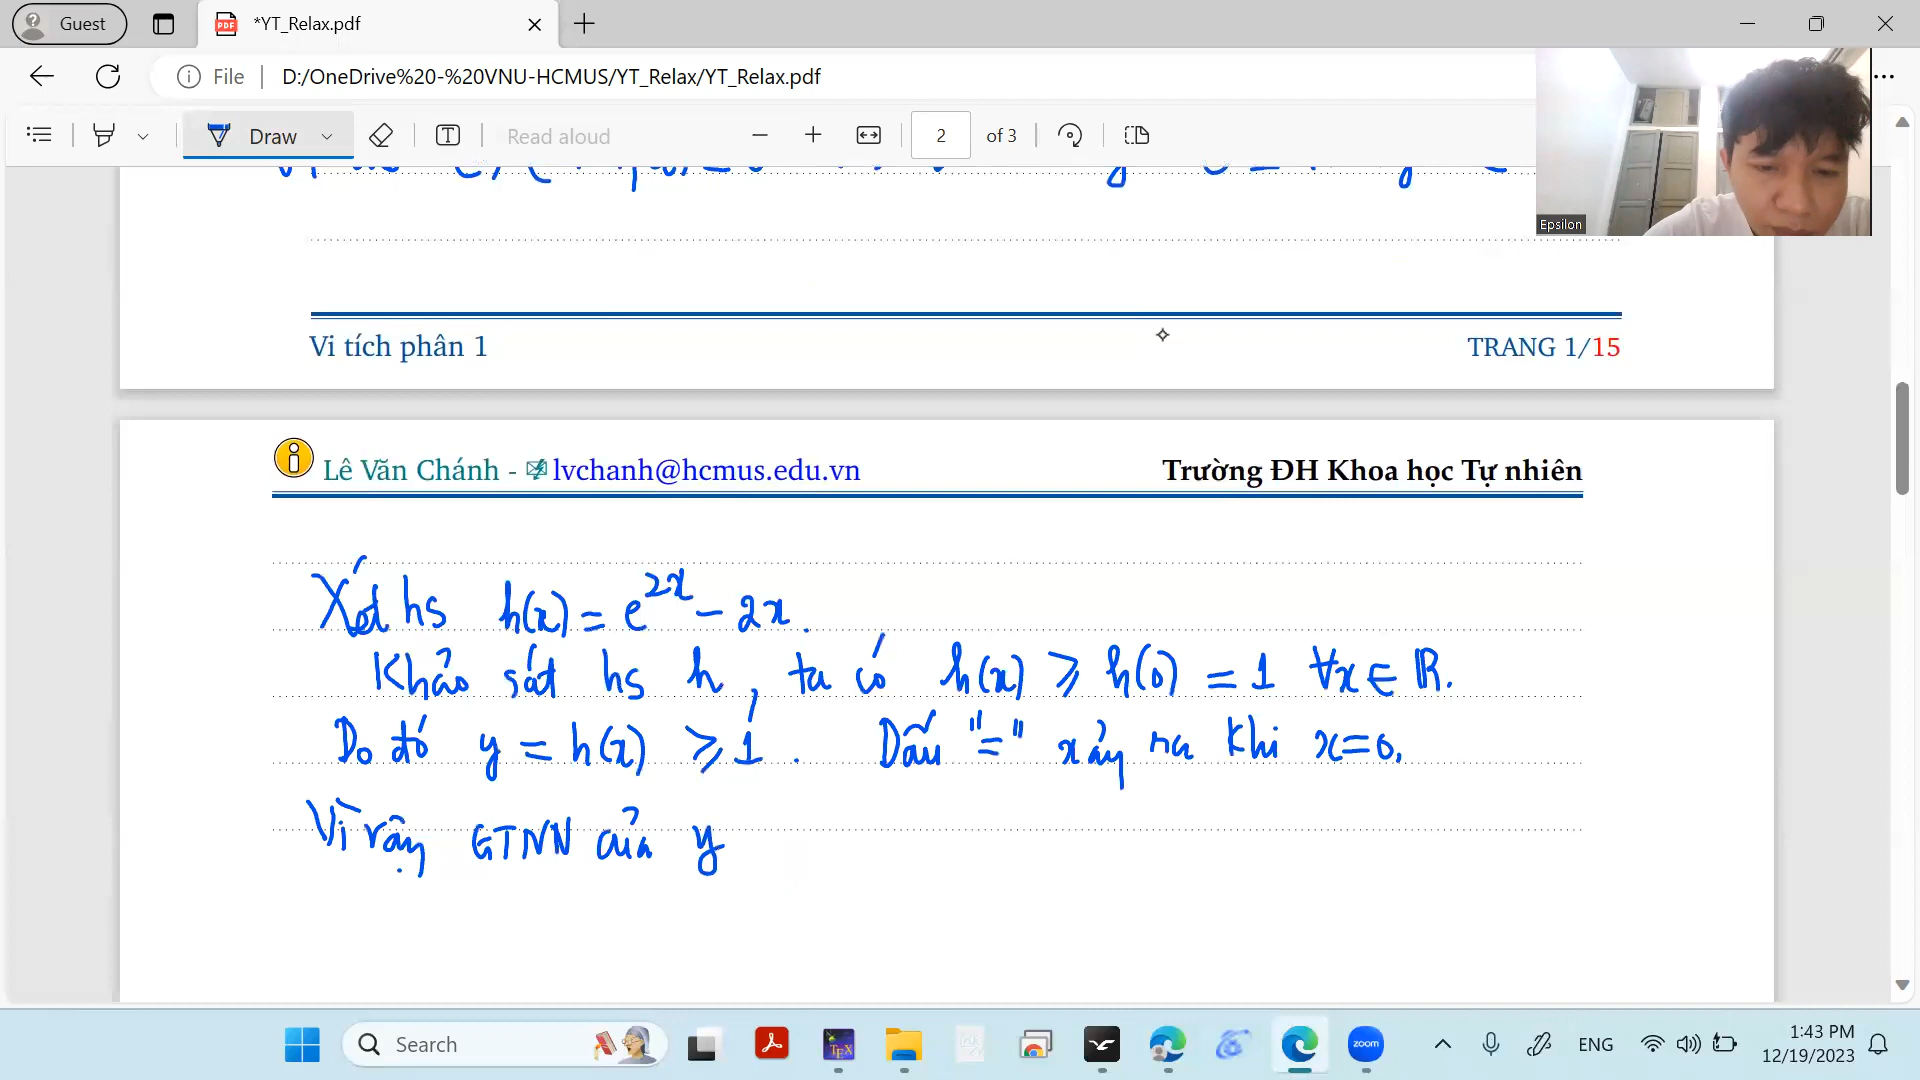 Guest
*YT_Relax.pdf
File
D:/OneDrive%20-%20VNU-HCMUS/YT_Relax/YT_Relax.pdf
Draw
Read aloud
2 of 3
Epsilon
Vi tích phân 1
TRANG 1/15
Lê Văn Chánh - lvchanh@hcmus.edu.vn
Trường ĐH Khoa học Tự nhiên
Xét hs h(x) = e^{2x} - 2x.
Khảo sát hs h, ta có h(x) ⩾ h(0) = 1 ∀x ∈ ℝ.
Do đó y = h(x) ⩾ 1. Dấu "=" xảy ra khi x=0.
Vì vậy GTNN của y
Search
zoom
ENG
1:43 PM
12/19/2023